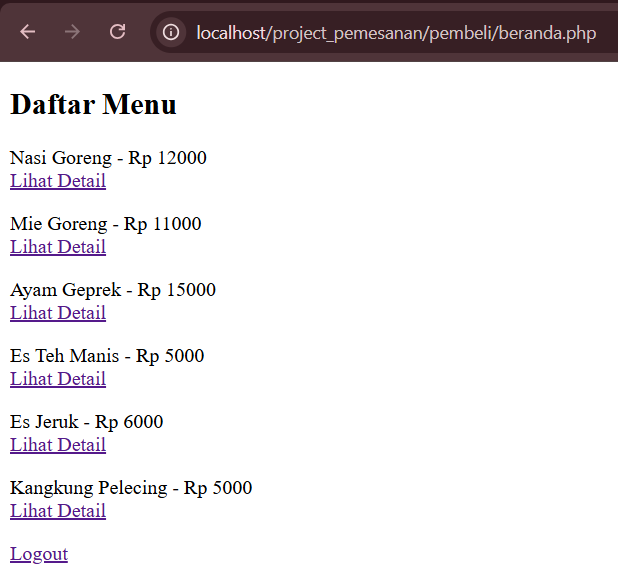 localhost/project_pemesanan/pembeli/beranda.php
Daftar Menu
Nasi Goreng - Rp 12000
Lihat Detail
Mie Goreng - Rp 11000
Lihat Detail
Ayam Geprek - Rp 15000
Lihat Detail
Es Teh Manis - Rp 5000
Lihat Detail
Es Jeruk - Rp 6000
Lihat Detail
Kangkung Pelecing - Rp 5000
Lihat Detail
Logout